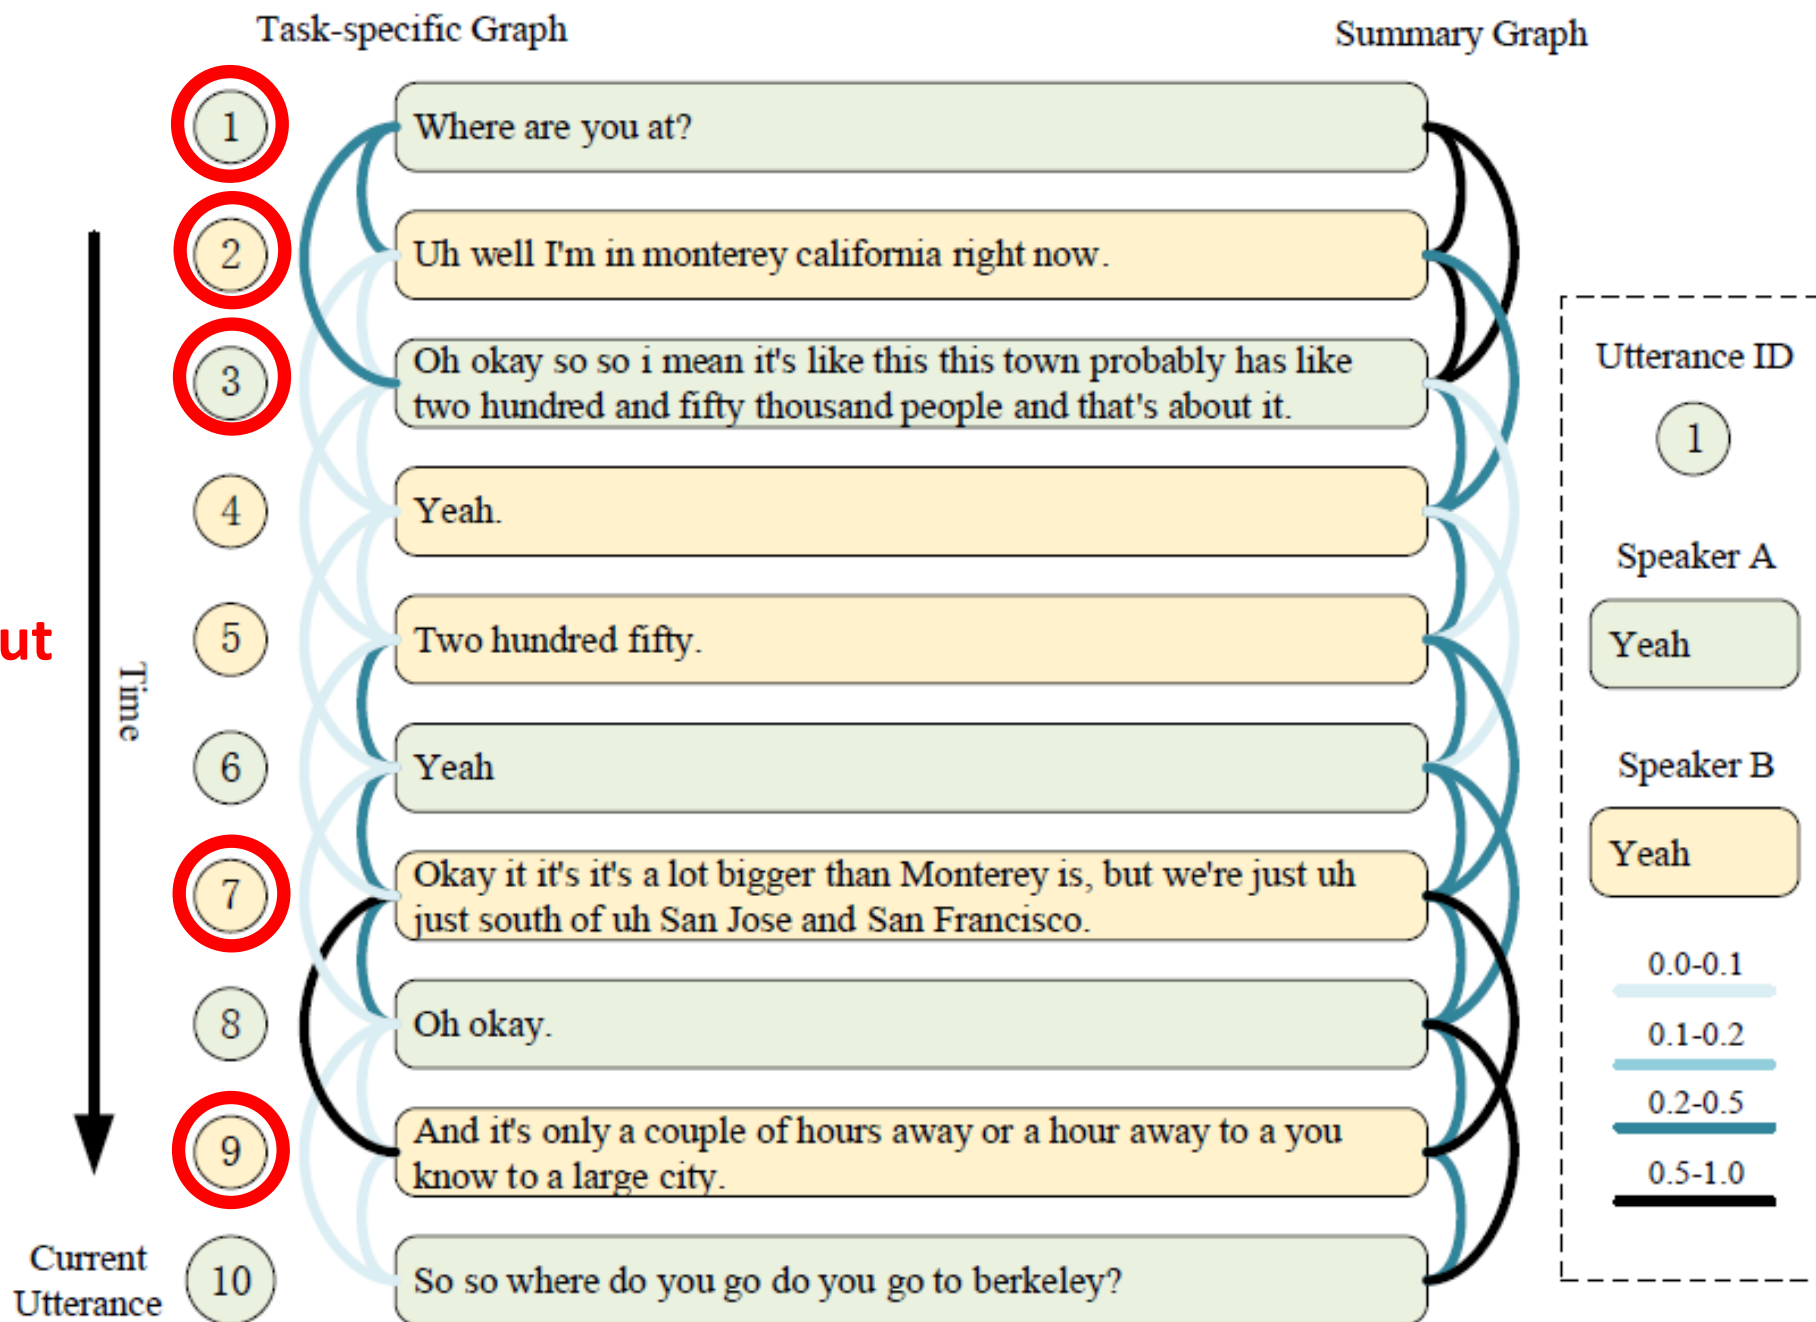 Task-specific Graph
Summary Graph
1
Where are you at?
2
Uh well I'm in monterey california right now.
3
Oh okay so so i mean it's like this this town probably has like
two hundred and fifty thousand people and that's about it.
4
Yeah.
5
Two hundred fifty.
6
Yeah
7
Okay it it's it's a lot bigger than Monterey is, but we're just uh
just south of uh San Jose and San Francisco.
8
Oh okay.
9
And it's only a couple of hours away or a hour away to a you
know to a large city.
Current
Utterance
10
So so where do you go do you go to berkeley?
ut
Time
Utterance ID
1
Speaker A
Yeah
Speaker B
Yeah
0.0-0.1
0.1-0.2
0.2-0.5
0.5-1.0